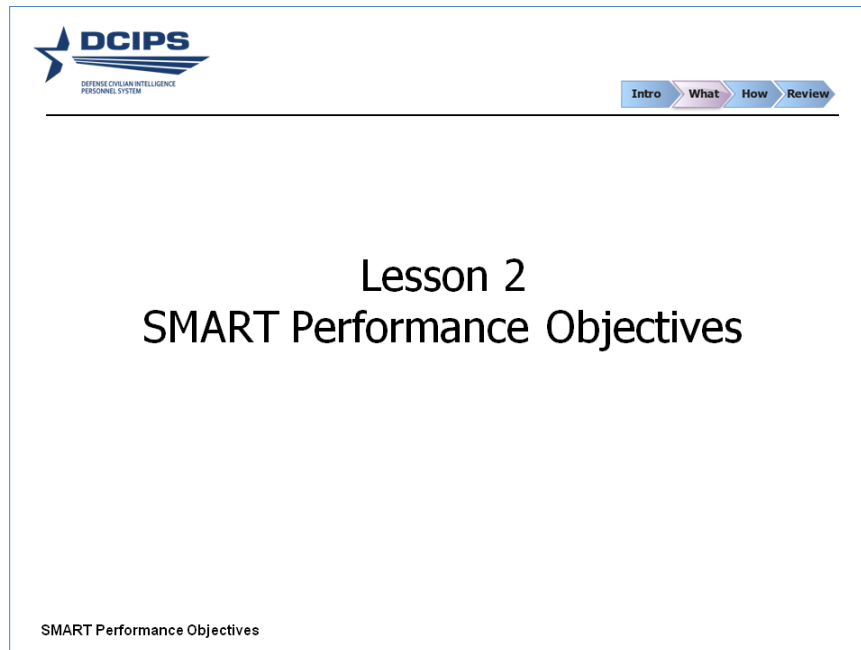 DCIPS
DEFENSE CIVILIAN INTELLIGENCE
PERSONNEL SYSTEM
Intro What How Review
Lesson 2
SMART Performance Objectives
SMART Performance Objectives